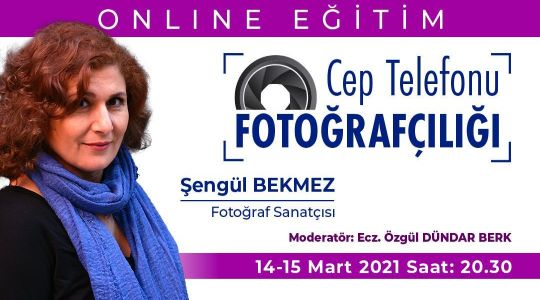 ONLINE EĞİTİM
Cep Telefonu
FOTOĞRAFÇILIĞI
Şengül BEKMEZ
Fotoğraf Sanatçısı
Moderatör: Ecz. Özgül DÜNDAR BERK
14-15 Mart 2021 Saat: 20.30